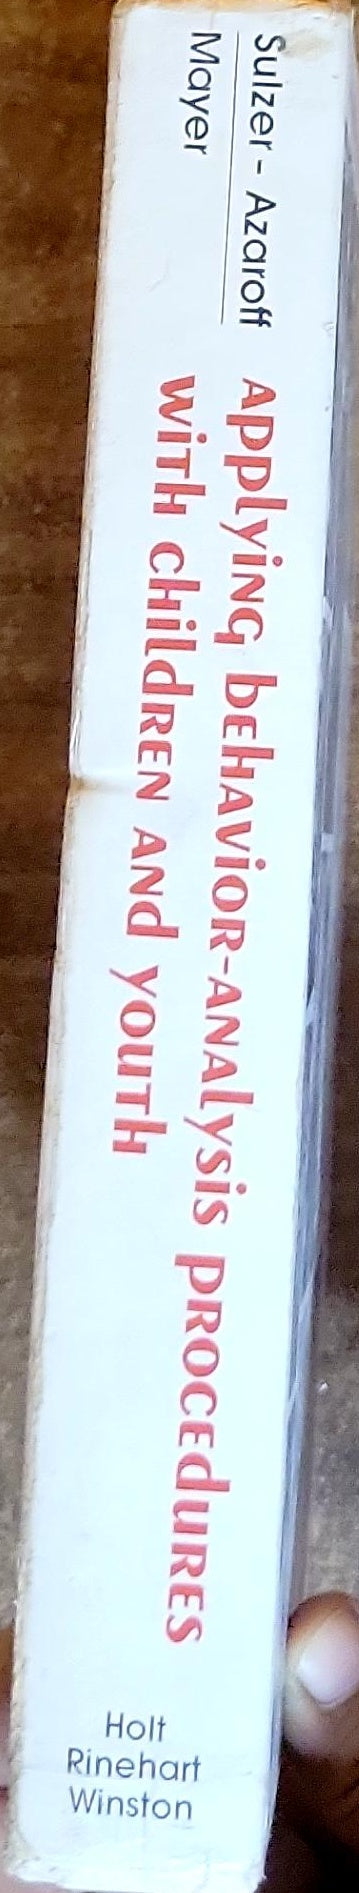 Sulzer - Azaroff
Mayer
Applying behavior-analysis procedures
with children and youth
Holt
Rinehart
Winston